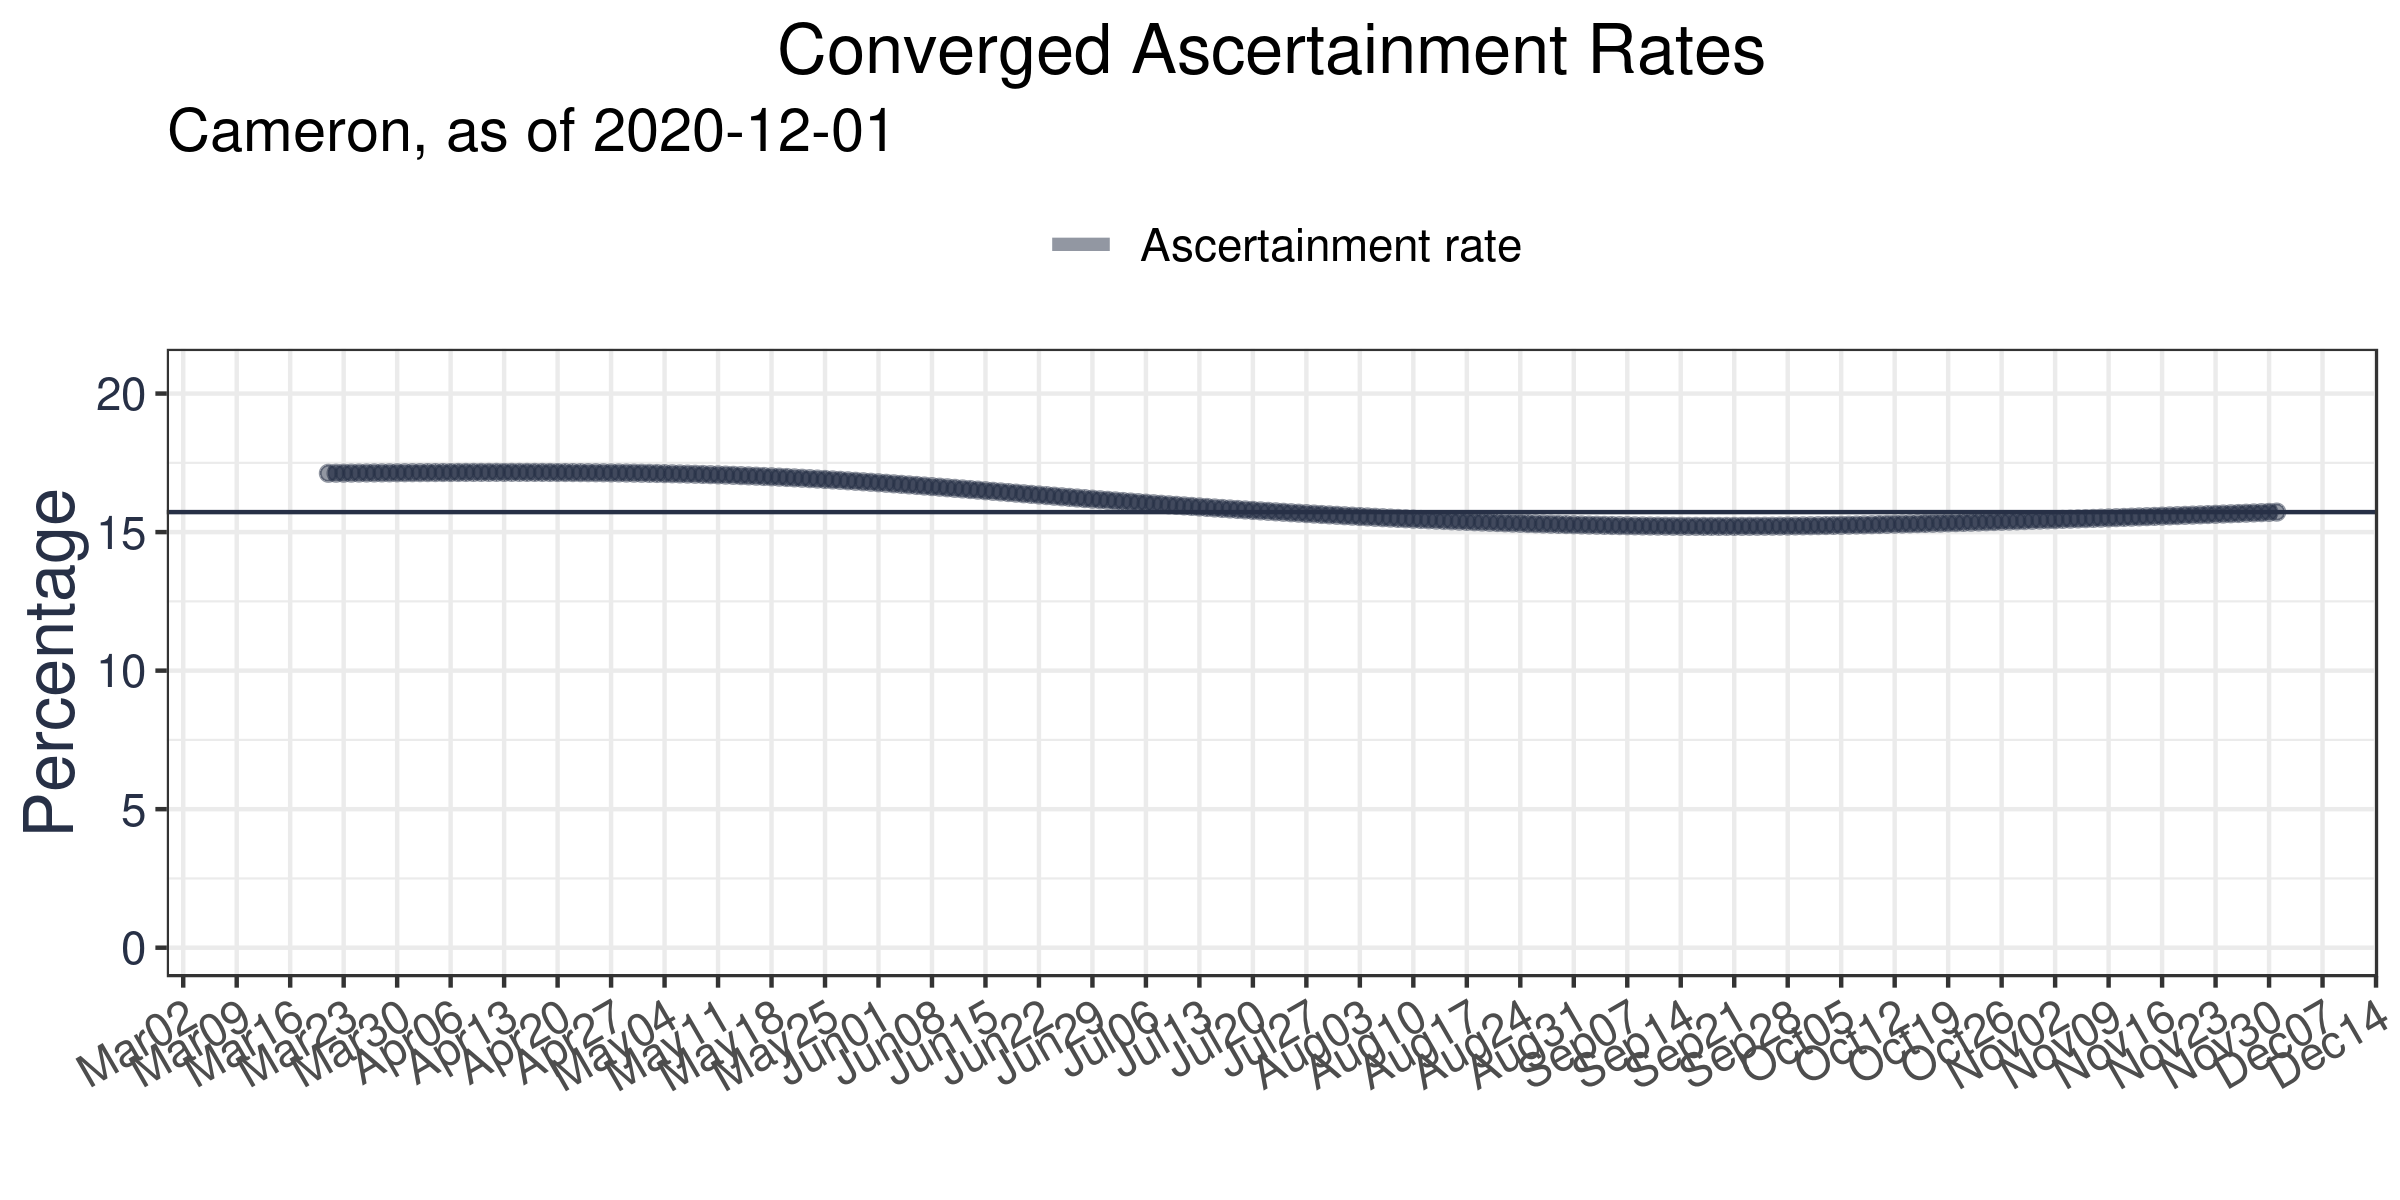 Converged Ascertainment Rates
Cameron, as of 2020-12-01
Ascertainment rate
Percentage
20
15
10
5
0
Mar02 Mar09 Mar16 Mar23 Mar30 Apr06 Apr13 Apr20 Apr27 May04 May11 May18 May25 Jun01 Jun08 Jun15 Jun22 Jun29 Jul06 Jul13 Jul20 Jul27 Aug03 Aug10 Aug17 Aug24 Aug31 Sep07 Sep14 Sep21 Sep28 Oct05 Oct12 Oct19 Oct26 Nov02 Nov09 Nov16 Nov23 Nov30 Dec07 Dec14